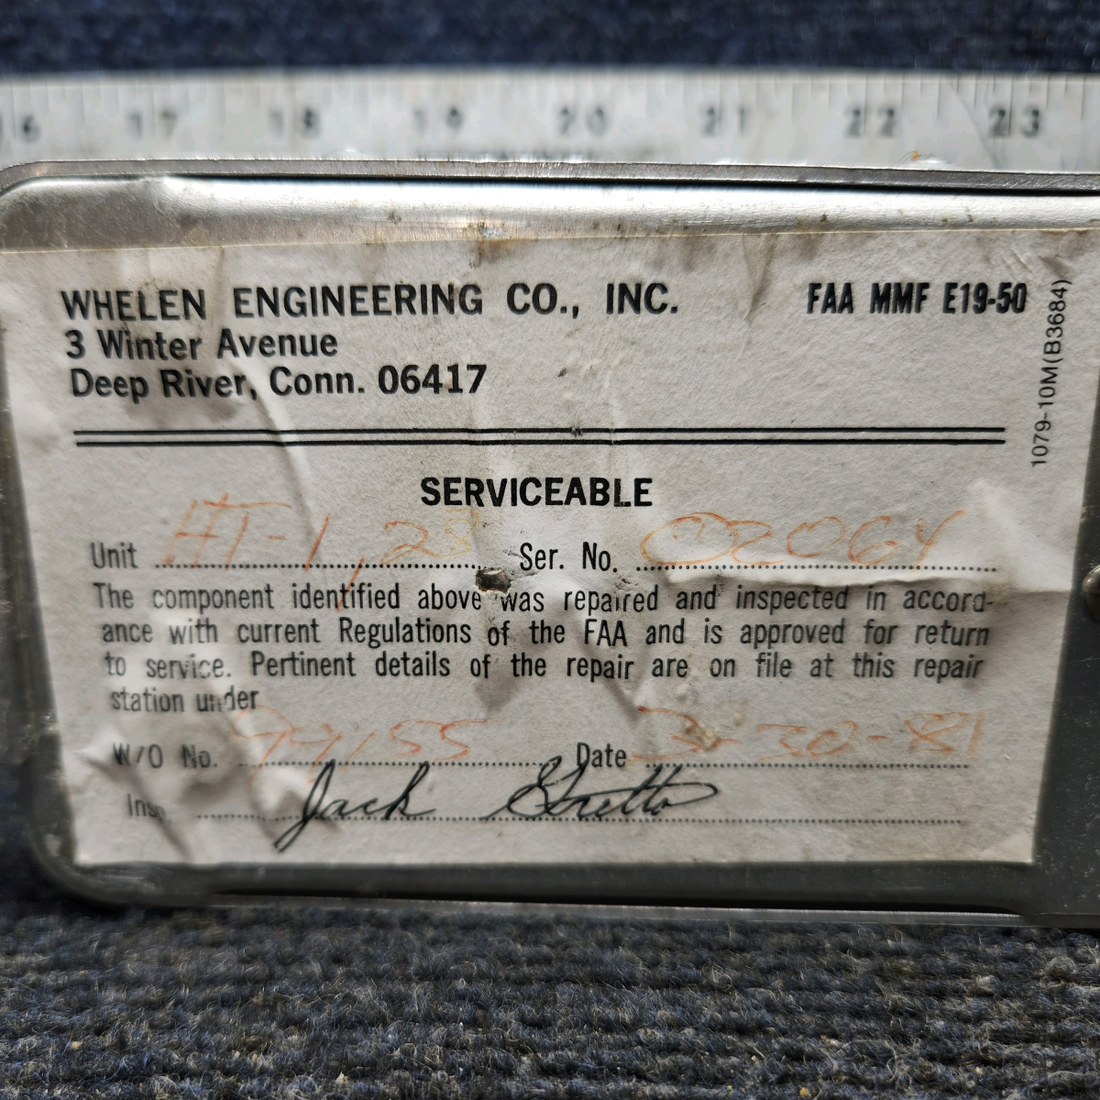 16 17 18 19 20 21 22 23
WHELEN ENGINEERING CO., INC. FAA MMF E19-50
3 Winter Avenue
Deep River, Conn. 06417
1079-10M(B3684)
SERVICEABLE
Unit HT-1, 28 Ser. No. 02064
The component identified above was repaired and inspected in accord-
ance with current Regulations of the FAA and is approved for return
to service. Pertinent details of the repair are on file at this repair
station under
W/O No. 79155 Date 3-30-81
Insp. Jack Stretto